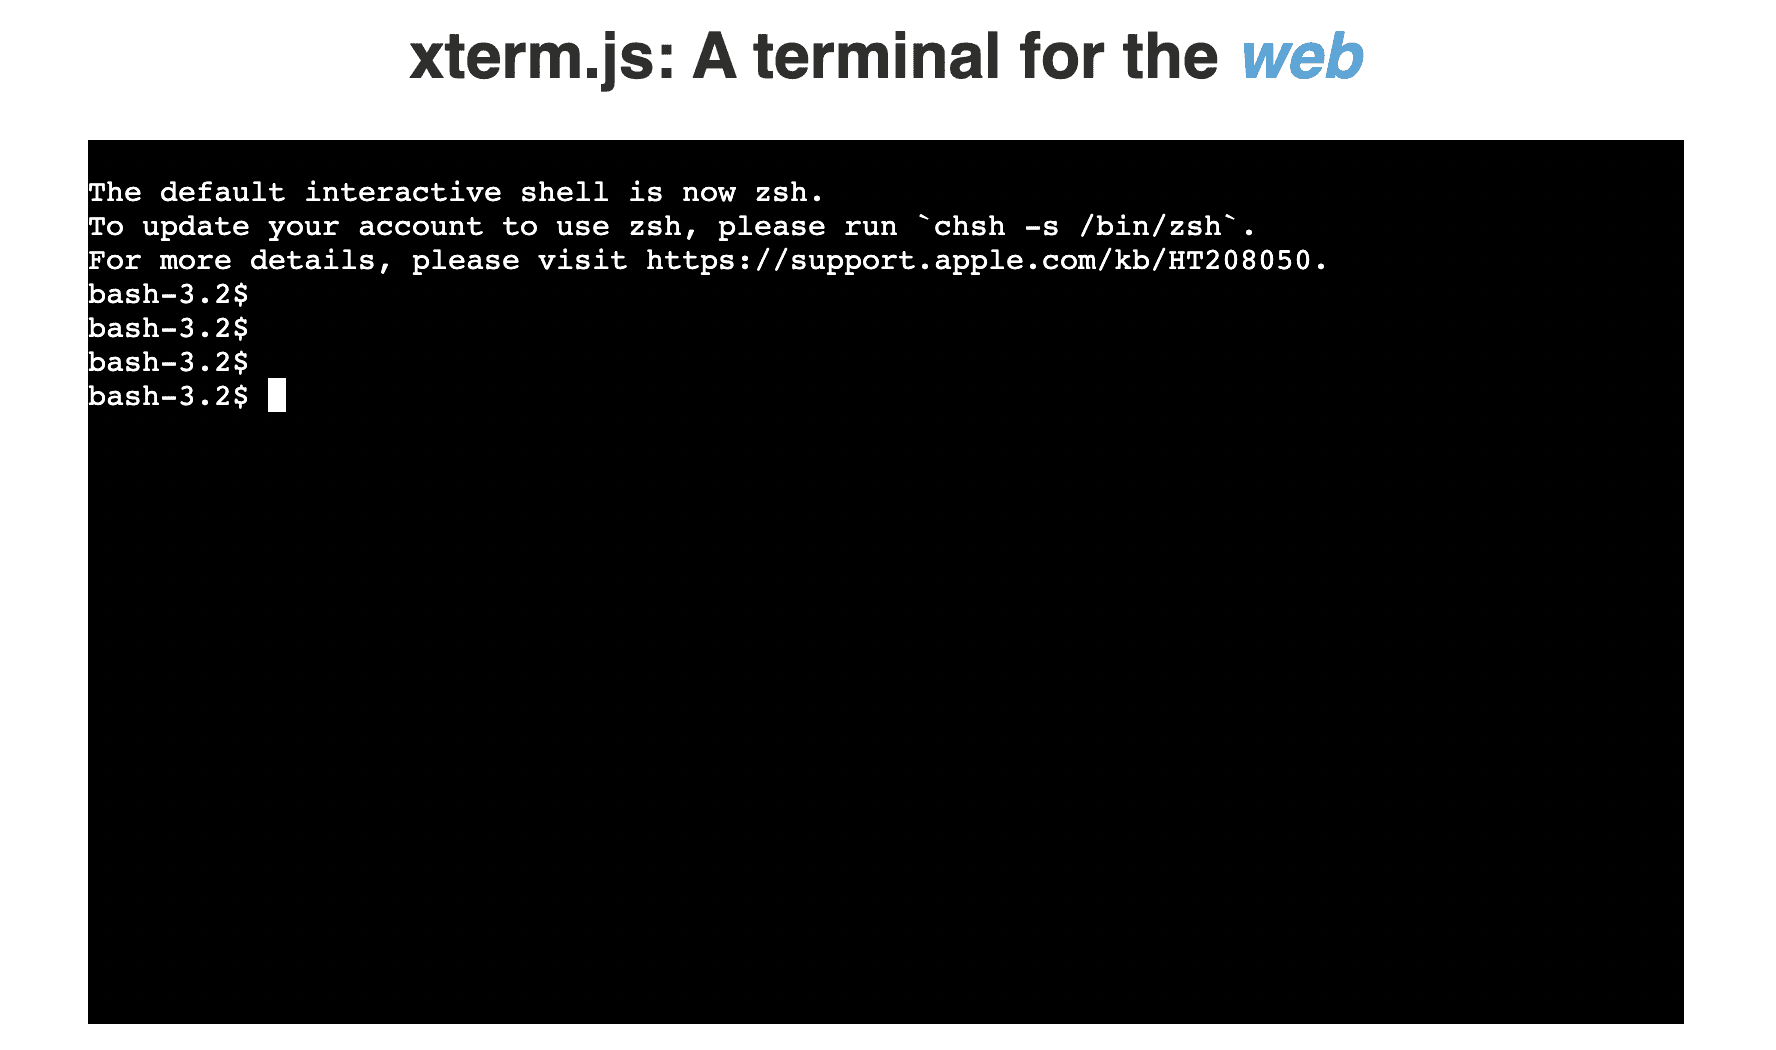 xterm.js: A terminal for the web
The default interactive shell is now zsh.
To update your account to use zsh, please run `chsh -s /bin/zsh`.
For more details, please visit https://support.apple.com/kb/HT208050.
bash-3.2$
bash-3.2$
bash-3.2$
bash-3.2$